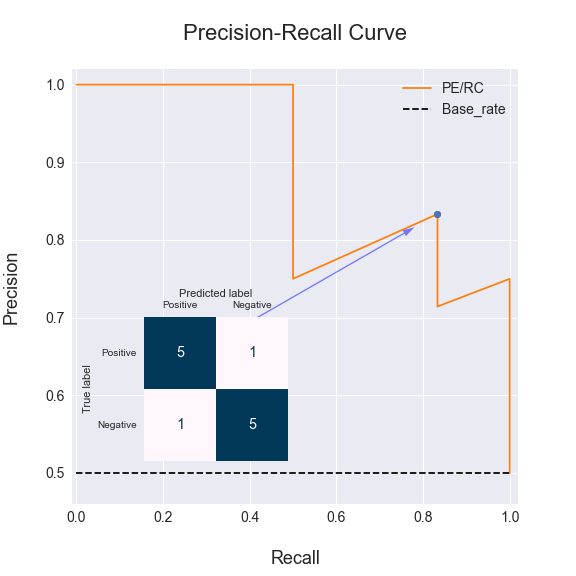 Precision-Recall Curve
1.0
0.9
0.8
0.7
0.6
0.5
Precision
PE/RC
Base_rate
Predicted label
Positive Negative
Positive 5 1
Negative 1 5
True label
0.0 0.2 0.4 0.6 0.8 1.0
Recall